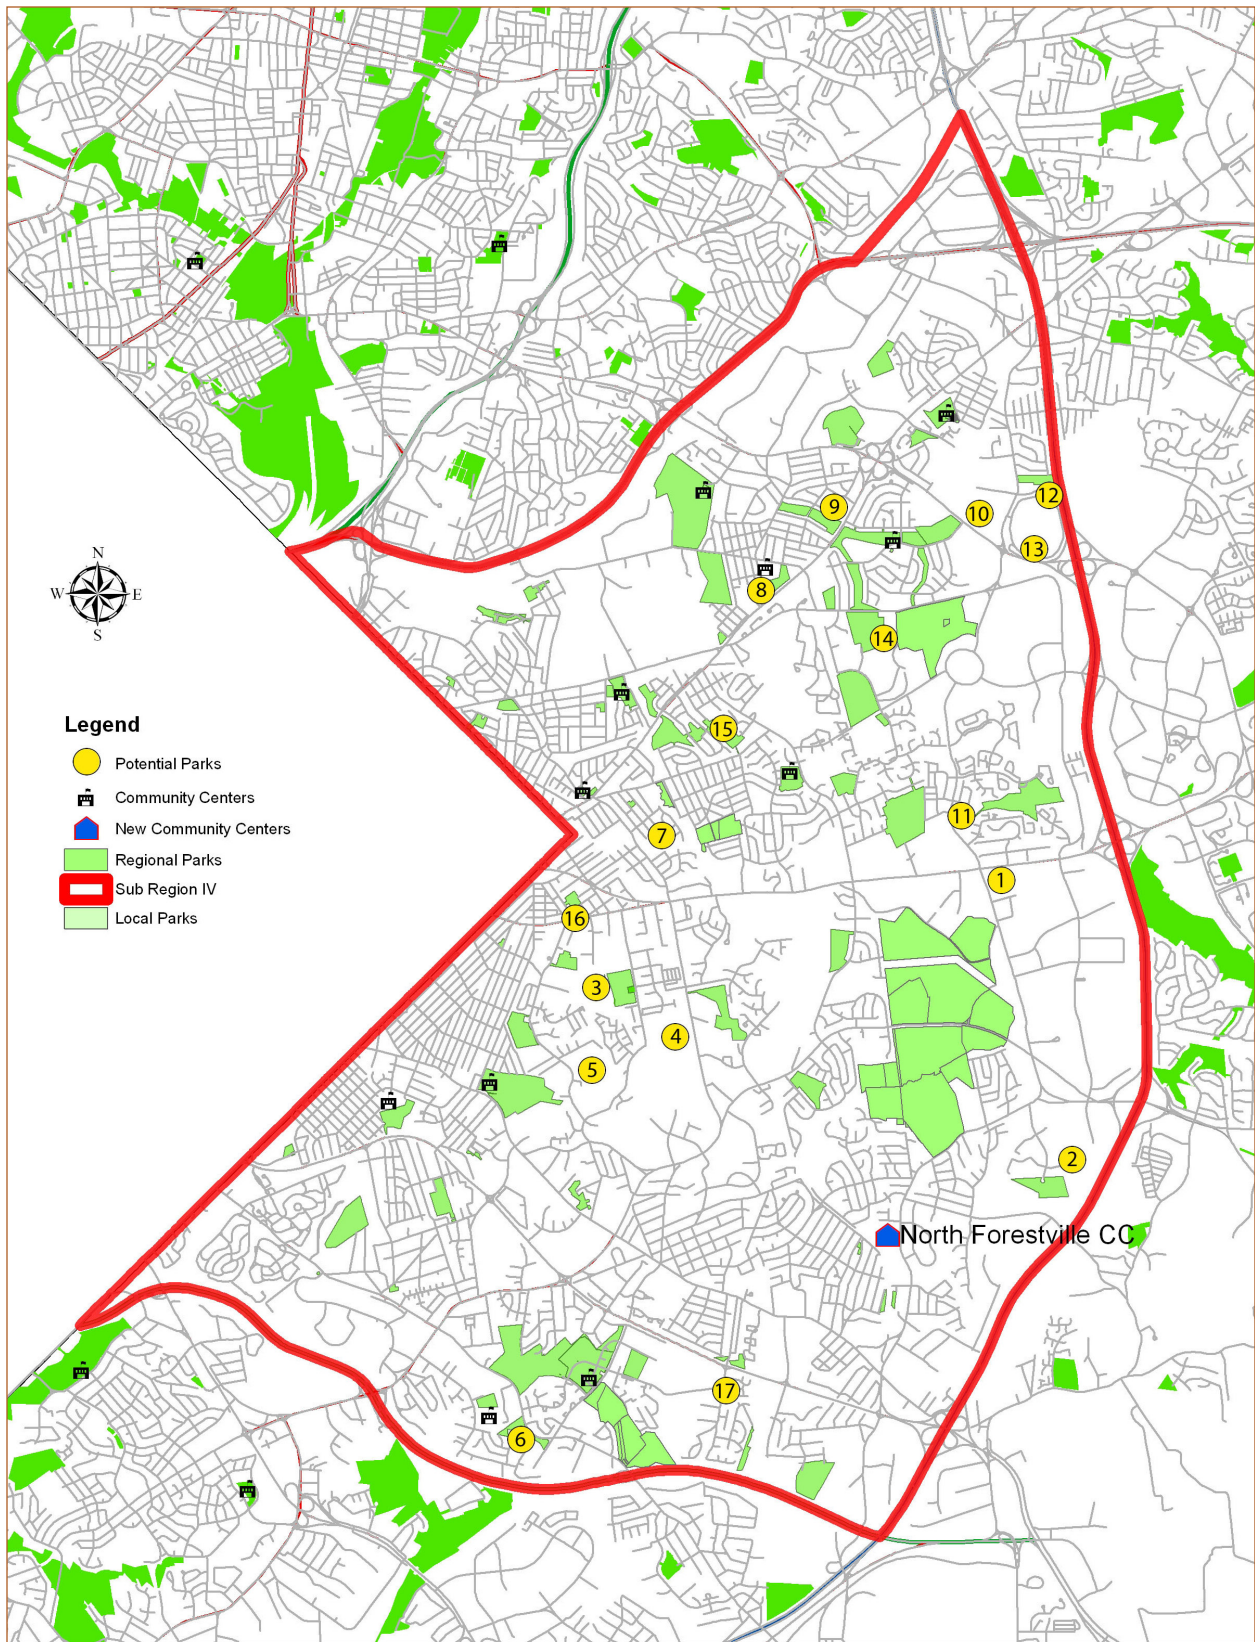 12
9
10
13
8
14
N
W E
S
Legend
Potential Parks
Community Centers
New Community Centers
Regional Parks
Sub Region IV
Local Parks
15
11
7
1
16
3
4
5
2
North Forestville CC
17
6